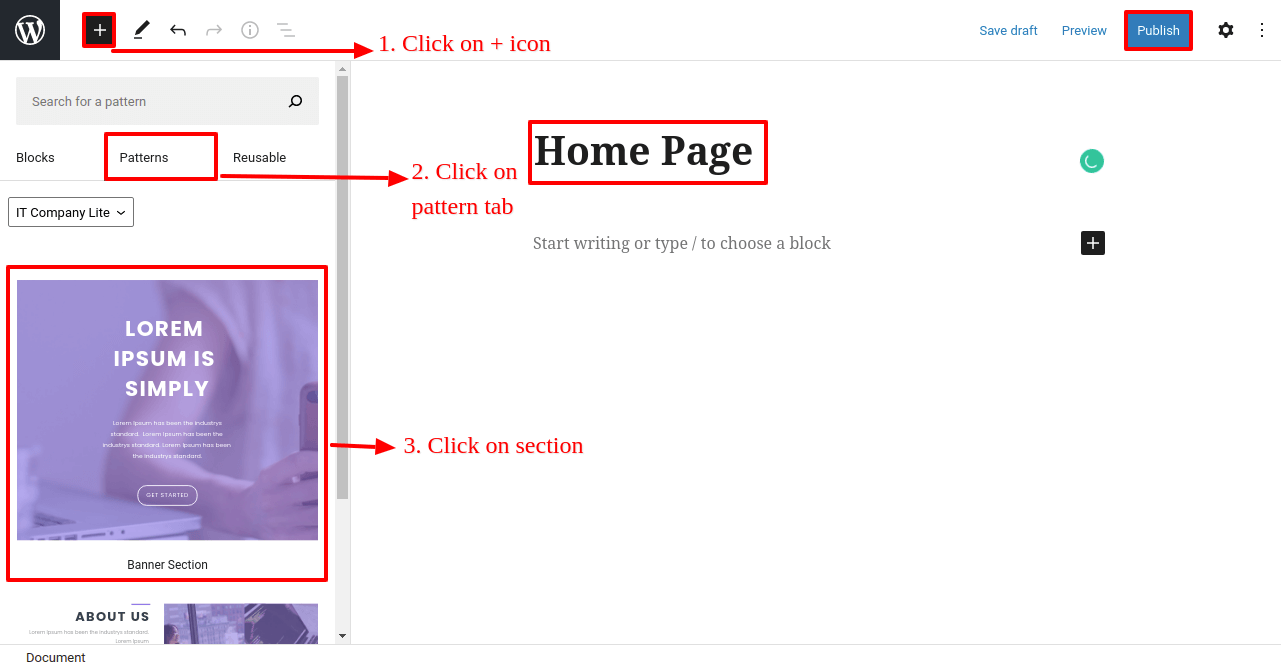 1. Click on + icon
Save draft
Preview
Publish
Search for a pattern
Blocks
Patterns
Reusable
2. Click on
pattern tab
Home Page
IT Company Lite
Start writing or type / to choose a block
LOREM
IPSUM IS
SIMPLY
Lorem Ipsum has been the industrys
standard. Lorem Ipsum has been the
industrys standard. Lorem Ipsum has been
the industrys standard.
GET STARTED
3. Click on section
Banner Section
ABOUT US
Lorem Ipsum has been the industrys standard.
Lorem Ipsum
Document